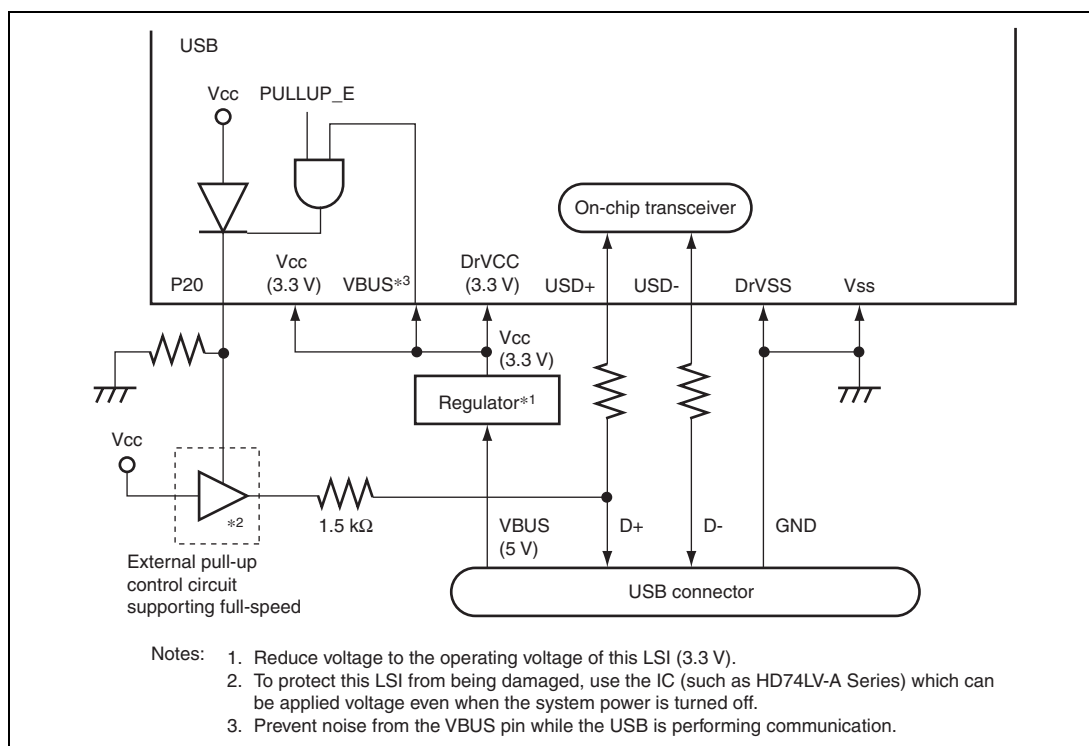 USB
Vcc
PULLUP_E
On-chip transceiver
P20
Vcc
(3.3 V)
VBUS*3
DrVCC
(3.3 V)
USD+
USD-
DrVSS
Vss
Vcc
(3.3 V)
Regulator*1
Vcc
*2
1.5 kΩ
VBUS
(5 V)
D+
D-
GND
External pull-up
control circuit
supporting full-speed
USB connector
Notes: 1. Reduce voltage to the operating voltage of this LSI (3.3 V).
2. To protect this LSI from being damaged, use the IC (such as HD74LV-A Series) which can
be applied voltage even when the system power is turned off.
3. Prevent noise from the VBUS pin while the USB is performing communication.